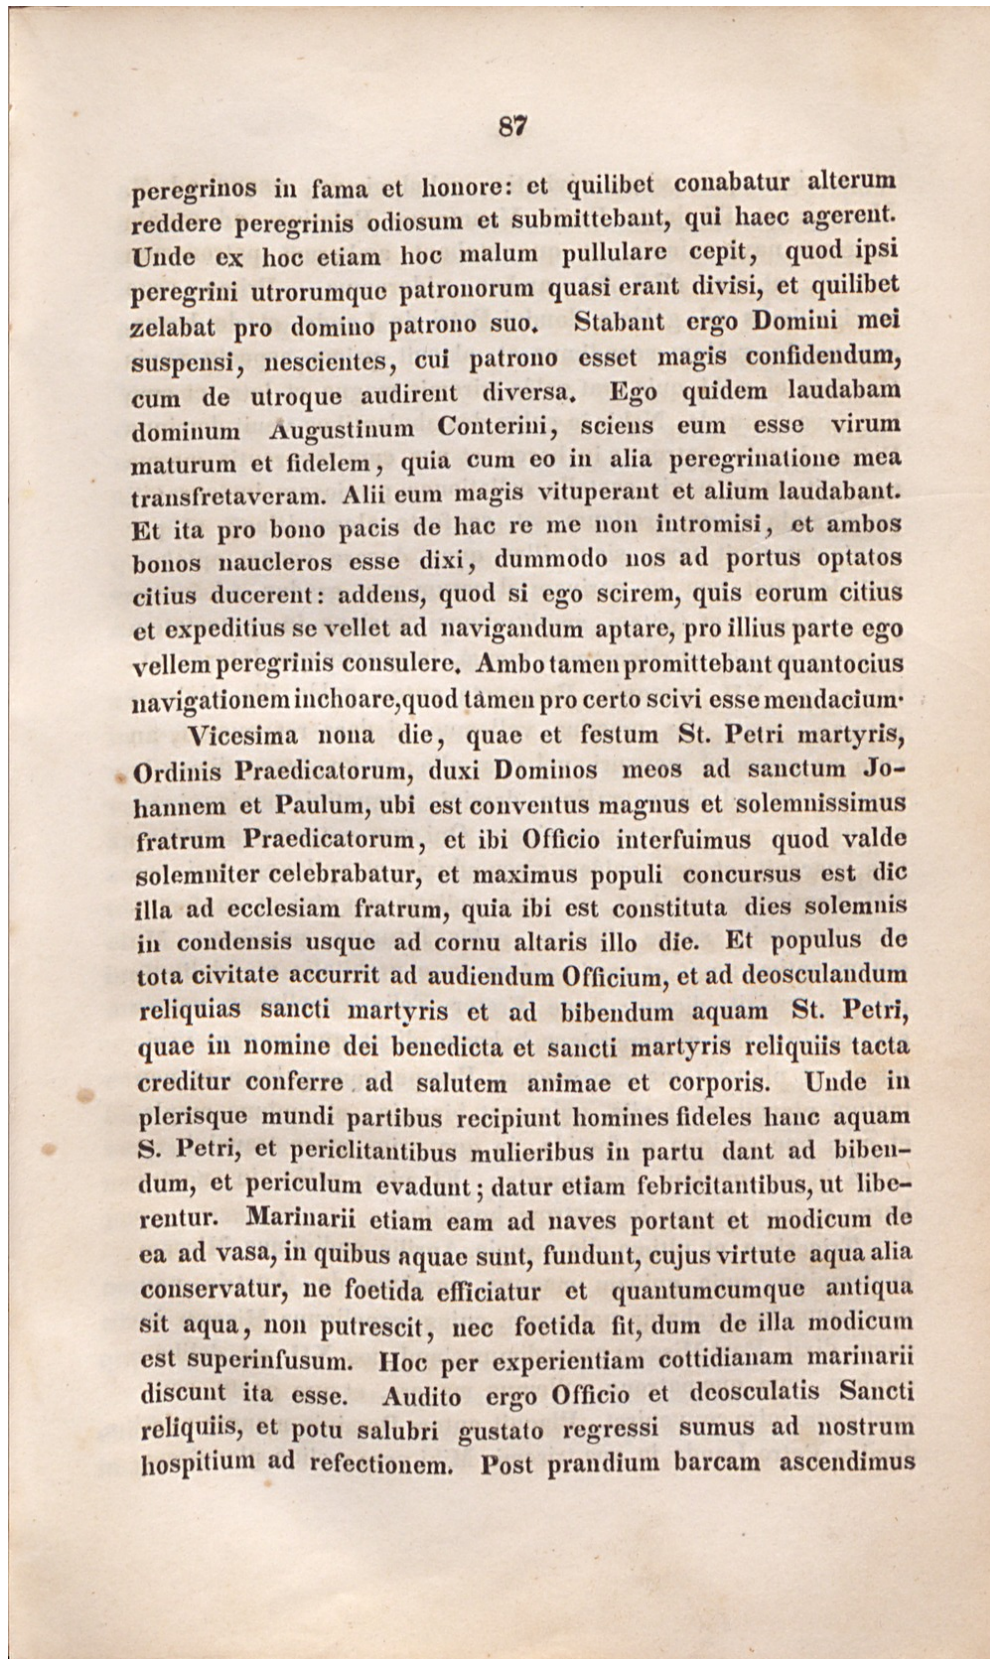 87
peregrinos in fama et honore: et quilibet conabatur alterum
reddere peregrinis odiosum et submittebant, qui haec agerent.
Unde ex hoc etiam hoc malum pullulare cepit, quod ipsi
peregrini utrorumque patronorum quasi erant divisi, et quilibet
zelabat pro domino patrono suo. Stabant ergo Domini mei
suspensi, nescientes, cui patrono esset magis confidendum,
cum de utroque audirent diversa. Ego quidem laudabam
dominum Augustinum Conterini, sciens eum esse virum
maturum et fidelem, quia cum eo in alia peregrinatione mea
transfretaveram. Alii eum magis vituperant et alium laudabant.
Et ita pro bono pacis de hac re me non intromisi, et ambos
bonos naucleros esse dixi, dummodo nos ad portus optatos
citius ducerent: addens, quod si ego scirem, quis eorum citius
et expeditius se vellet ad navigandum aptare, pro illius parte ego
vellem peregrinis consulere. Ambo tamen promittebant quantocius
navigationem inchoare, quod tamen pro certo scivi esse mendacium.
Vicesima nona die, quae et festum St. Petri martyris,
Ordinis Praedicatorum, duxi Dominos meos ad sanctum Jo-
hannem et Paulum, ubi est conventus magnus et solemnissimus
fratrum Praedicatorum, et ibi Officio interfuimus quod valde
solemniter celebrabatur, et maximus populi concursus est die
illa ad ecclesiam fratrum, quia ibi est constituta dies solemnis
in condensis usque ad cornu altaris illo die. Et populus de
tota civitate accurrit ad audiendum Officium, et ad deosculandum
reliquias sancti martyris et ad bibendum aquam St. Petri,
quae in nomine dei benedicta et sancti martyris reliquiis tacta
creditur conferre ad salutem animae et corporis. Unde in
plerisque mundi partibus recipiunt homines fideles hanc aquam
S. Petri, et periclitantibus mulieribus in partu dant ad biben-
dum, et periculum evadunt; datur etiam febricitantibus, ut libe-
rentur. Marinarii etiam eam ad naves portant et modicum de
ea ad vasa, in quibus aquae sunt, fundunt, cujus virtute aqua alia
conservatur, ne foetida efficiatur et quantumcumque antiqua
sit aqua, non putrescit, nec foetida fit, dum de illa modicum
est superinfusum. Hoc per experientiam cottidianam marinarii
discunt ita esse. Audito ergo Officio et deosculatis Sancti
reliquiis, et potu salubri gustato regressi sumus ad nostrum
hospitium ad refectionem. Post prandium barcam ascendimus